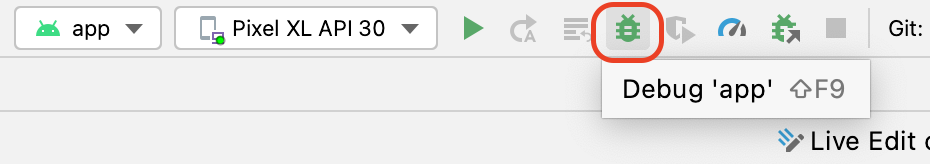 app Pixel XL API 30 Git:
Debug 'app' ⇧F9
Live Edit